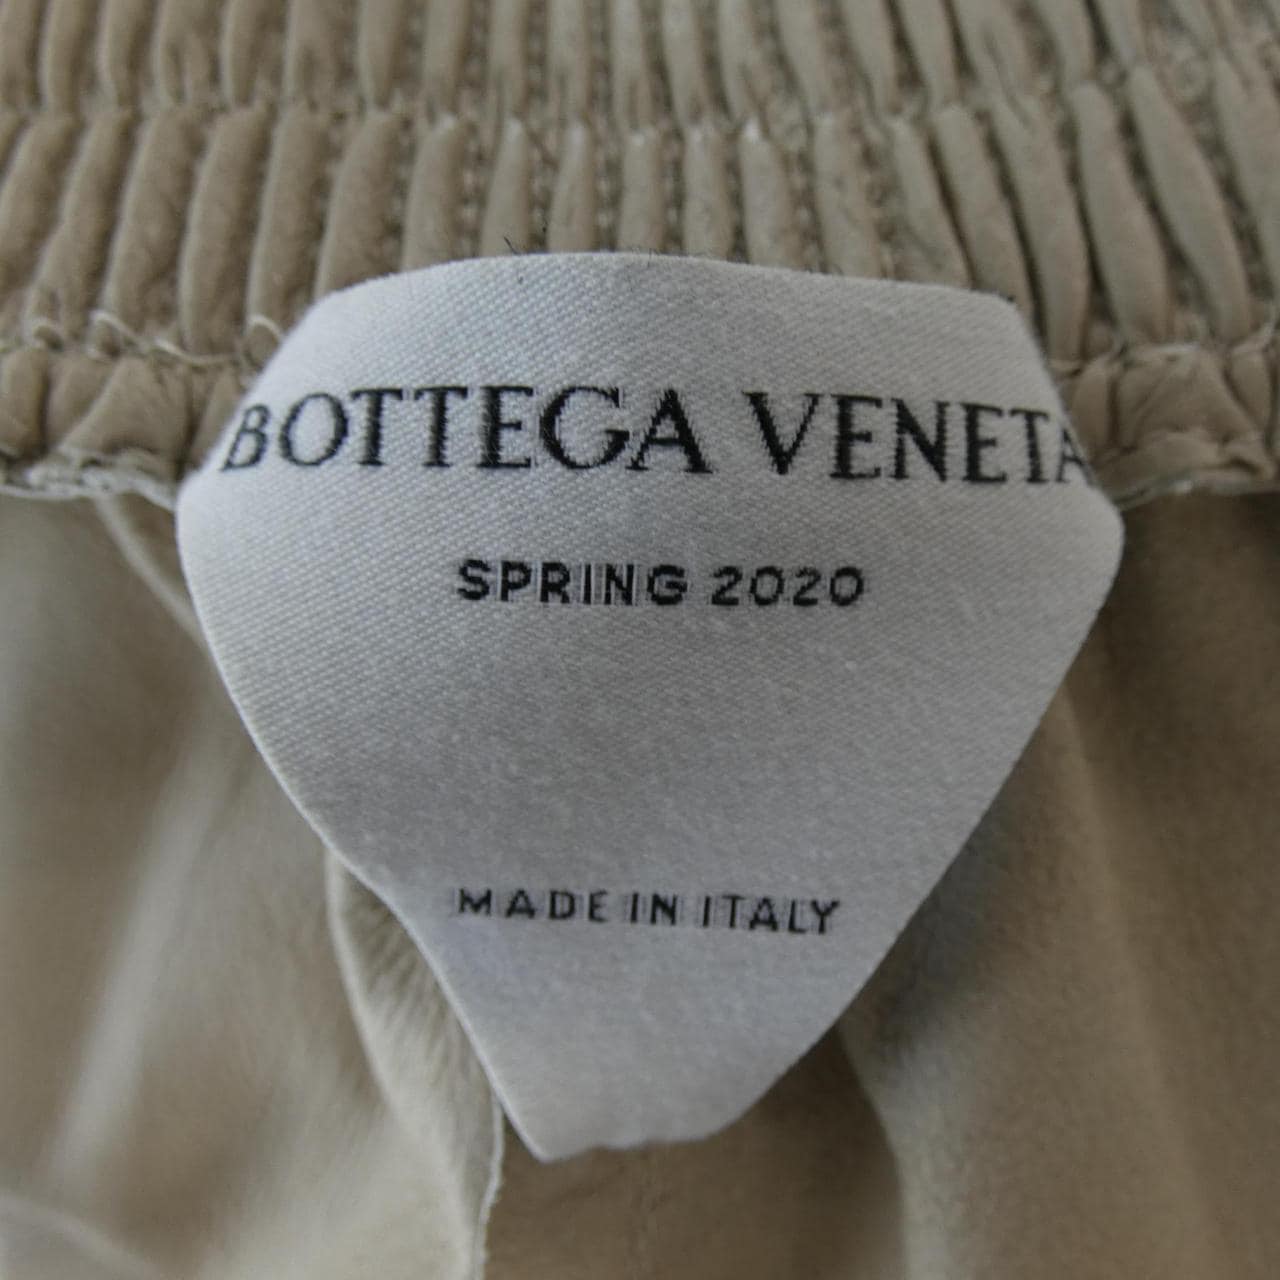 BOTTEGA VENETA
SPRING 2020
MADE IN ITALY